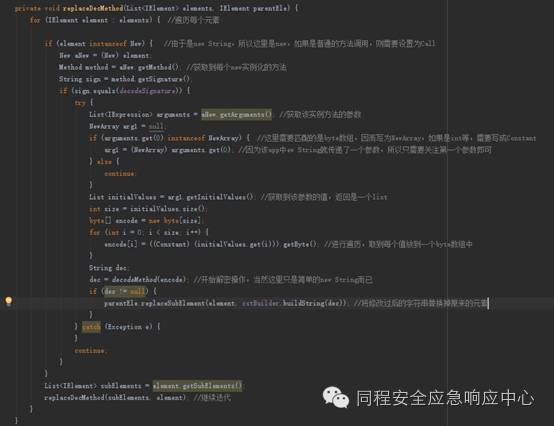 private void replaceDecMethod(List<IElement> elements, IElement parentEle) {
for (IElement element : elements) { //遍历每个元素
if (element instanceof New) { //由于是new String，所以这里是new，如果是普通的方法调用，则需要设置为Call
New aNew = (New) element;
Method method = aNew.getMethod(); //获取到每个new实例化的方法
String sign = method.getSignature();
if (sign.equals(decodeSignature)) {
try {
List<IExpression> arguments = aNew.getArguments(); //获取该实例方法的参数
NewArray arg1 = null;
if (arguments.get(0) instanceof NewArray) { //这里需要匹配的是byte数组，因而写为NewArray，如果是int等，需要写成Constant
arg1 = (NewArray) arguments.get(0); //因为该app中ew String就传递了一个参数，所以只需要关注第一个参数即可
} else {
continue;
}
List initialValues = arg1.getInitialValues(); //获取到该参数的值，返回是一个list
int size = initialValues.size();
byte[] encode = new byte[size];
for (int i = 0; i < size; i++) {
encode[i] = ((Constant) (initialValues.get(i))).getByte(); //进行遍历，取到每个值放到一个byte数组中
}
String dec;
dec = decodeMethod(encode); //开始解密操作，当然这里只是简单的new String而已
if (dec != null) {
parentEle.replaceSubElement(element, cstBuilder.buildString(dec)); //将修改过后的字符串替换掉原来的元素
}
} catch (Exception e) {
}
continue;
}
}
List<IElement> subElements = element.getSubElements();
replaceDecMethod(subElements, element); //继续迭代
}
}
同程安全应急响应中心